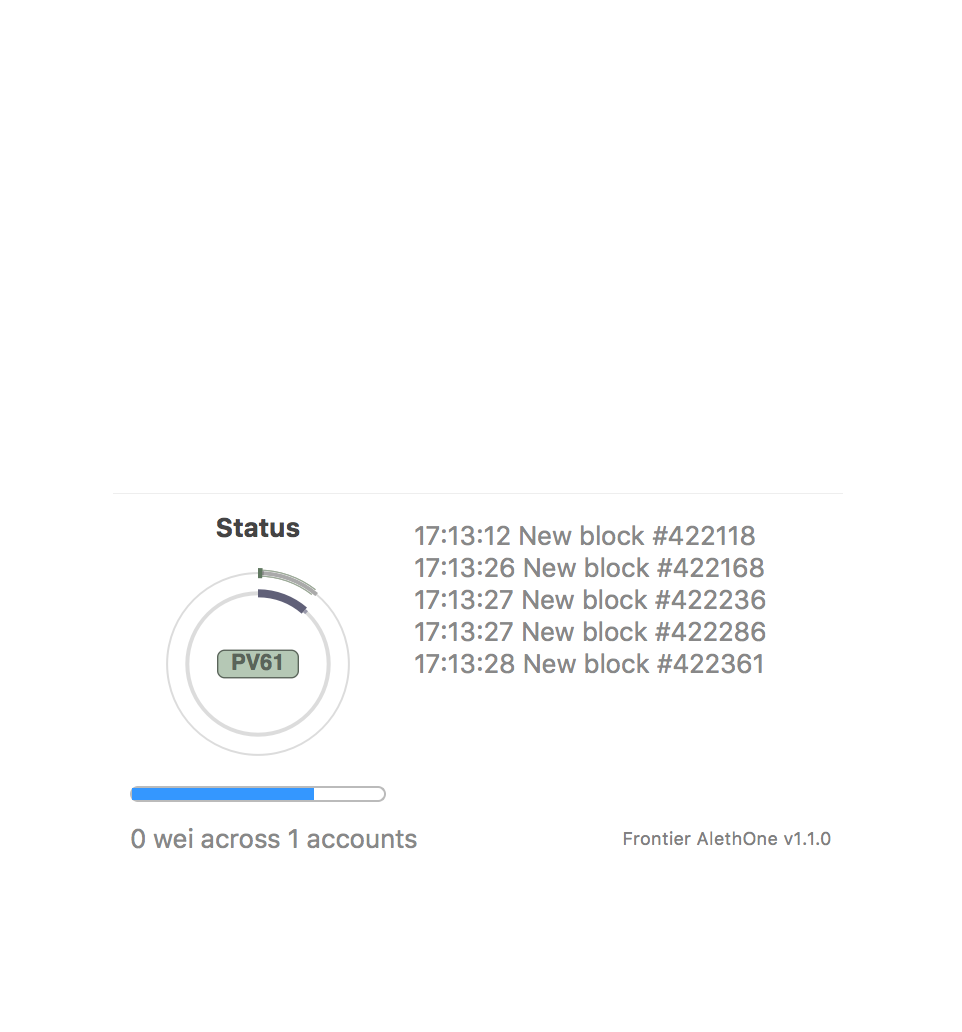 Status
PV61
17:13:12 New block #422118
17:13:26 New block #422168
17:13:27 New block #422236
17:13:27 New block #422286
17:13:28 New block #422361
0 wei across 1 accounts
Frontier AlethOne v1.1.0